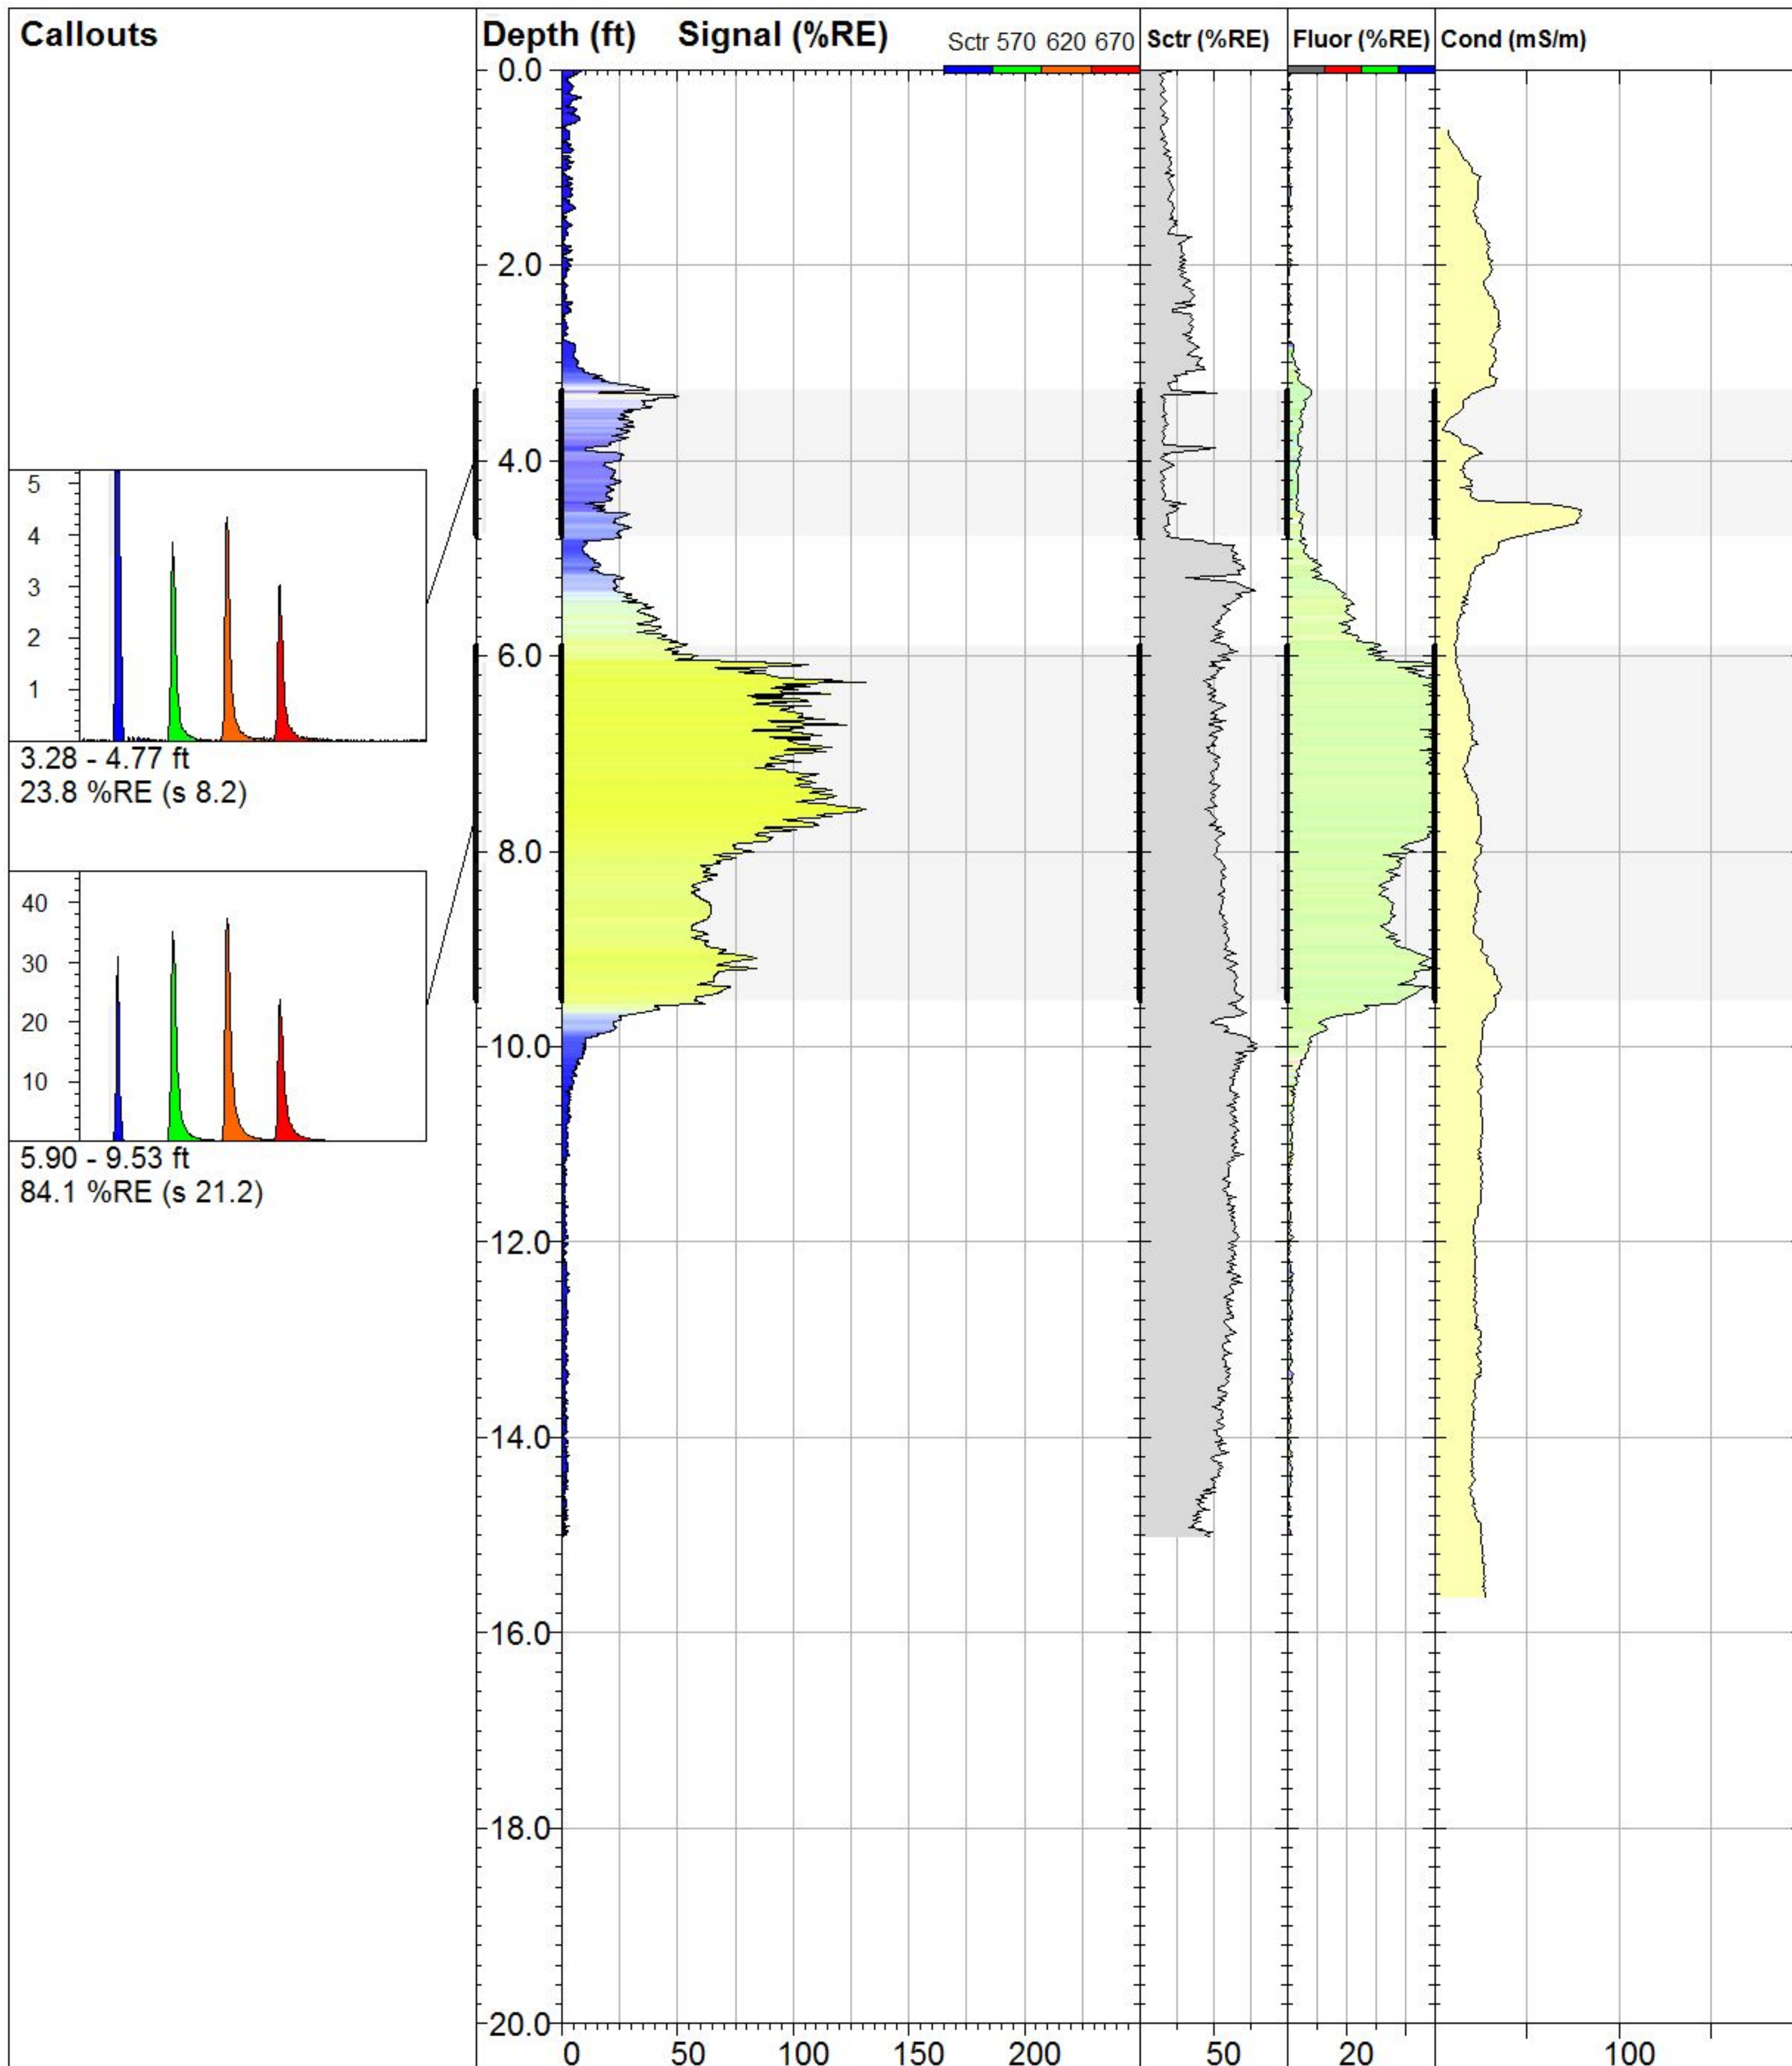 Callouts
Depth (ft)
Signal (%RE)
Sctr 570 620 670
Sctr (%RE)
Fluor (%RE)
Cond (mS/m)
0.0
2.0
4.0
6.0
8.0
10.0
12.0
14.0
16.0
18.0
20.0
5
4
3
2
1
3.28 - 4.77 ft
23.8 %RE (s 8.2)
40
30
20
10
5.90 - 9.53 ft
84.1 %RE (s 21.2)
0 50 100 150 200
50
20
100